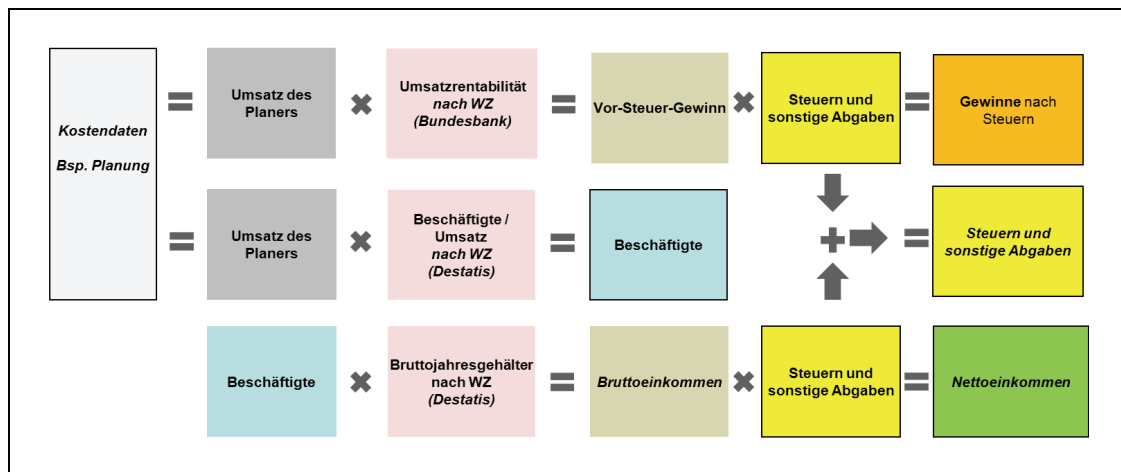 Kostendaten
Bsp. Planung
=
Umsatz des
Planers
×
Umsatzrentabilität
nach WZ
(Bundesbank)
=
Vor-Steuer-Gewinn
×
Steuern und
sonstige Abgaben
=
Gewinne nach
Steuern
=
Umsatz des
Planers
×
Beschäftigte /
Umsatz
nach WZ
(Destatis)
=
Beschäftigte
+
=
Steuern und
sonstige Abgaben
Beschäftigte
×
Bruttojahresgehälter
nach WZ
(Destatis)
=
Bruttoeinkommen
×
Steuern und
sonstige Abgaben
=
Nettoeinkommen